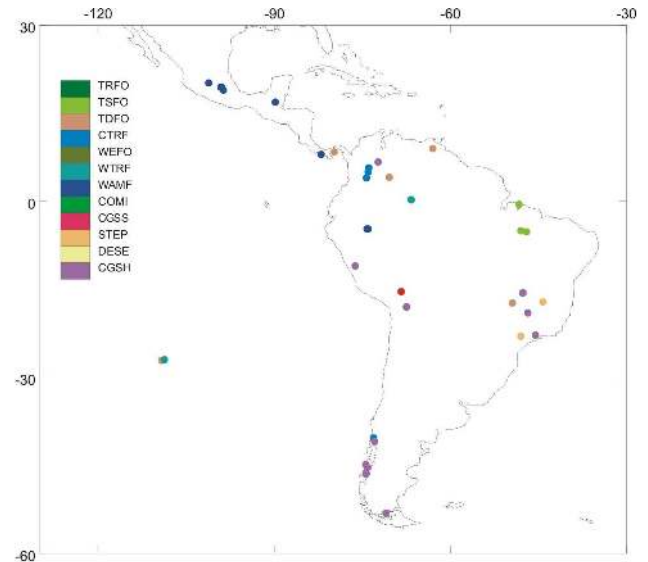 -120 -90 -60 -30
30
TRFO
TSFO
TDFO
CTRF
WEFO
WTRF
WAMF
COMI
CGSS
STEP
DESE
CGSH
0
-30
-60